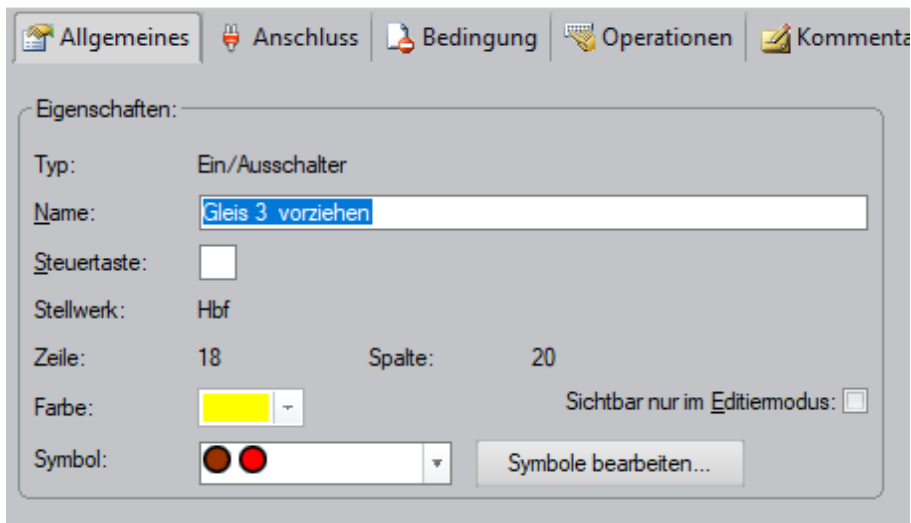 Allgemeines Anschluss Bedingung Operationen Kommenta
Eigenschaften:
Typ: Ein/Ausschalter
Name: Gleis 3  vorziehen
Steuertaste:
Stellwerk: Hbf
Zeile: 18 Spalte: 20
Farbe: Sichtbar nur im Editiermodus:
Symbol: Symbole bearbeiten...